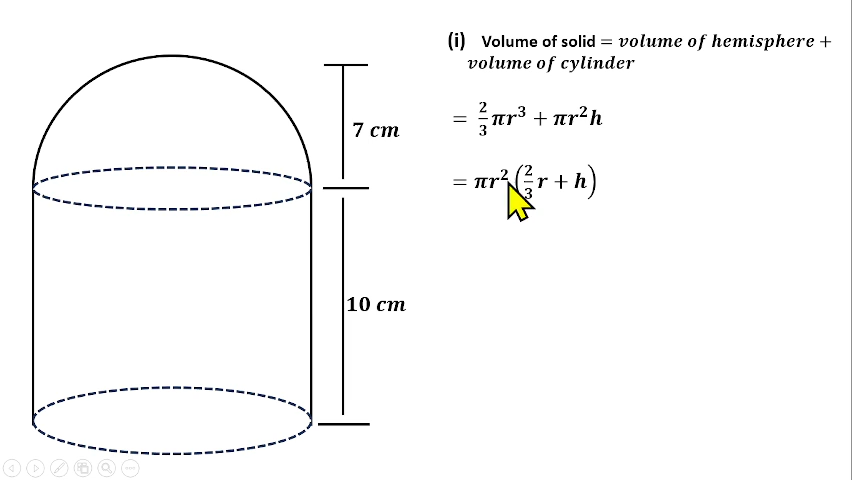 (i) Volume of solid = volume of hemisphere +
volume of cylinder
= 2/3 πr³ + πr²h
= πr² (2/3 r + h)
7 cm
10 cm